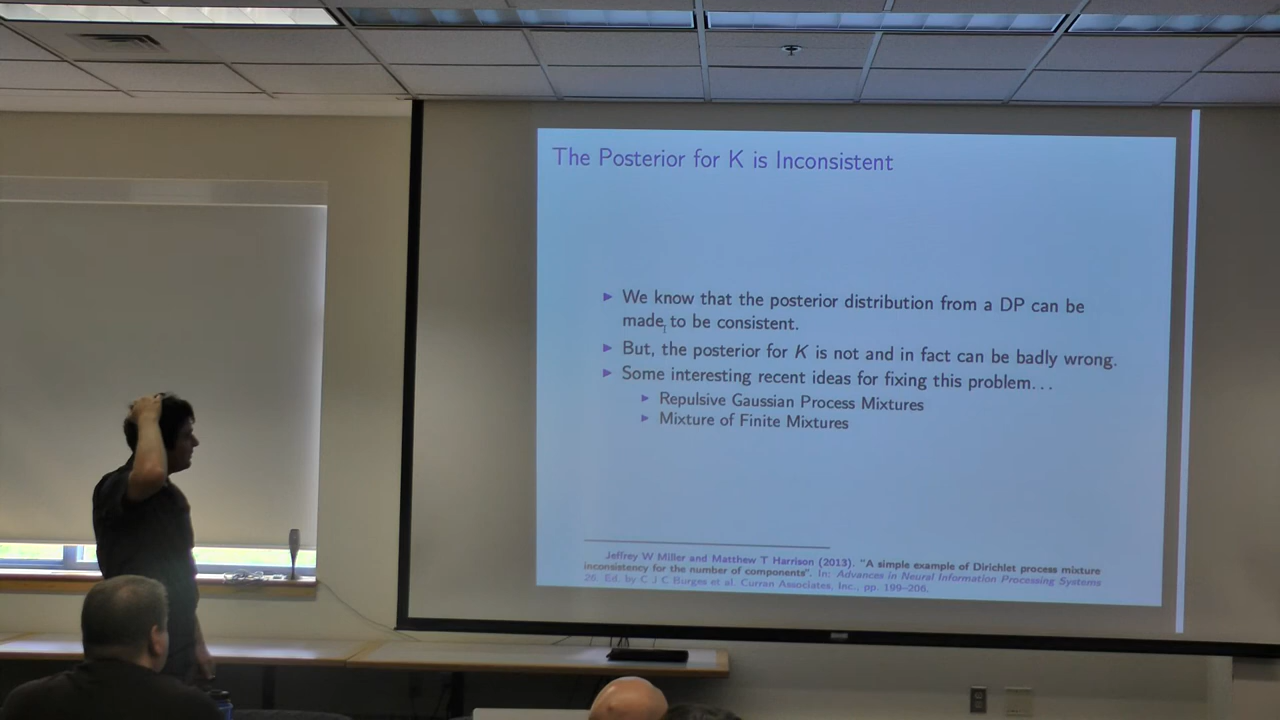 The Posterior for K is Inconsistent
▶ We know that the posterior distribution from a DP can be
made to be consistent.
▶ But, the posterior for K is not and in fact can be badly wrong.
▶ Some interesting recent ideas for fixing this problem...
▶ Repulsive Gaussian Process Mixtures
▶ Mixture of Finite Mixtures
Jeffrey W Miller and Matthew T Harrison (2013). "A simple example of Dirichlet process mixture
inconsistency for the number of components". In: Advances in Neural Information Processing Systems
26. Ed. by C J C Burges et al. Curran Associates, Inc., pp. 199–206.